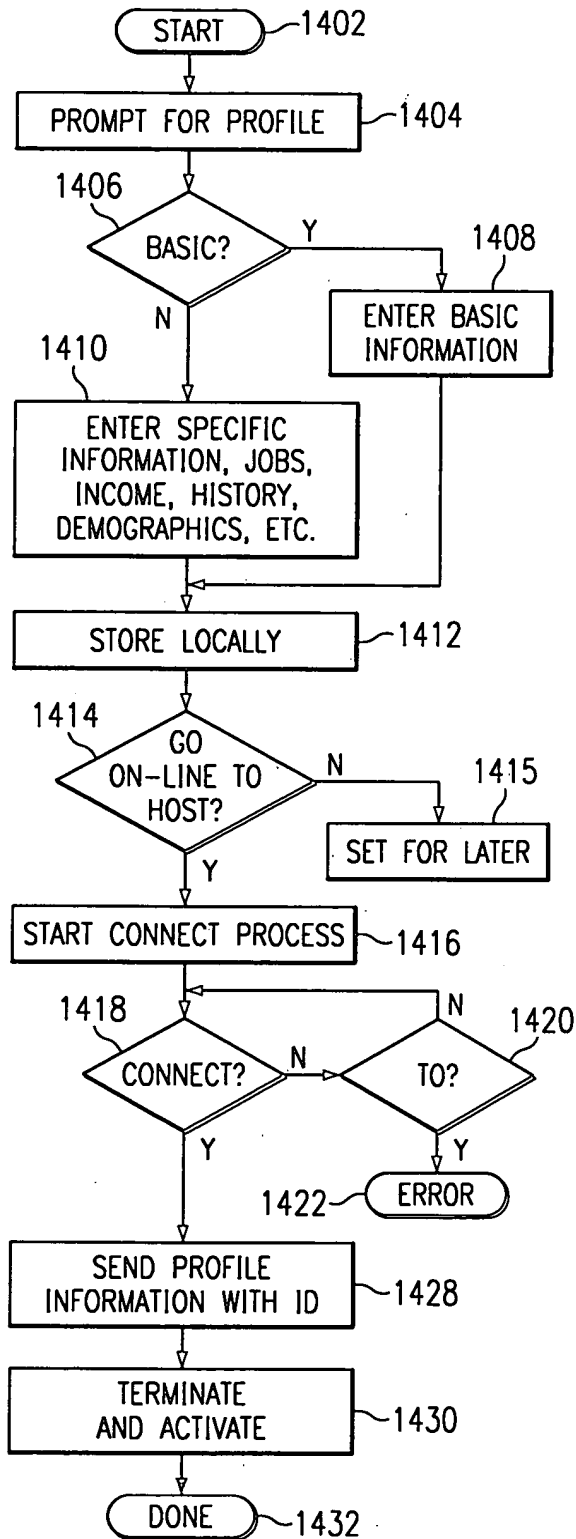 START
1402
PROMPT FOR PROFILE
1404
1406
BASIC?
Y
N
1408
ENTER BASIC
INFORMATION
1410
ENTER SPECIFIC
INFORMATION, JOBS,
INCOME, HISTORY,
DEMOGRAPHICS, ETC.
STORE LOCALLY
1412
1414
GO
ON-LINE TO
HOST?
N
Y
1415
SET FOR LATER
START CONNECT PROCESS
1416
1418
CONNECT?
N
Y
N
1420
TO?
Y
1422
ERROR
SEND PROFILE
INFORMATION WITH ID
1428
TERMINATE
AND ACTIVATE
1430
DONE
1432